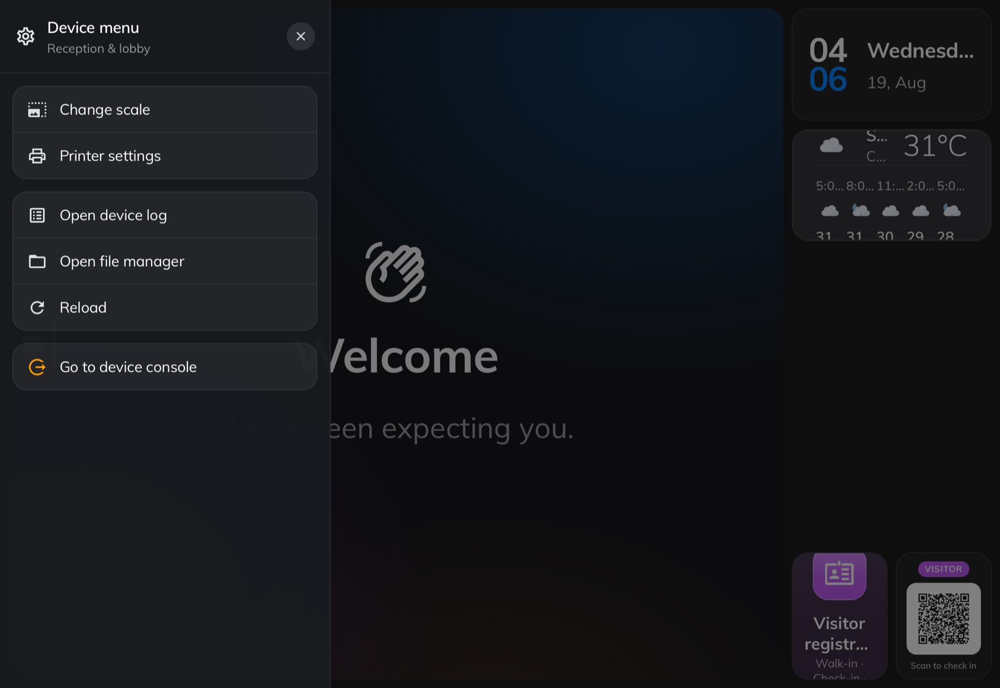 Device menu
Reception & lobby
Change scale
Printer settings
Open device log
Open file manager
Reload
Go to device console
Welcome
We've been expecting you.
04
06
Wednesd...
19, Aug
S...
C...
31°C
5:0... 8:0... 11:... 2:0... 5:0...
31 31 30 29 28
Visitor
registr...
Walk-in ·
Check-in ·
VISITOR
Scan to check in